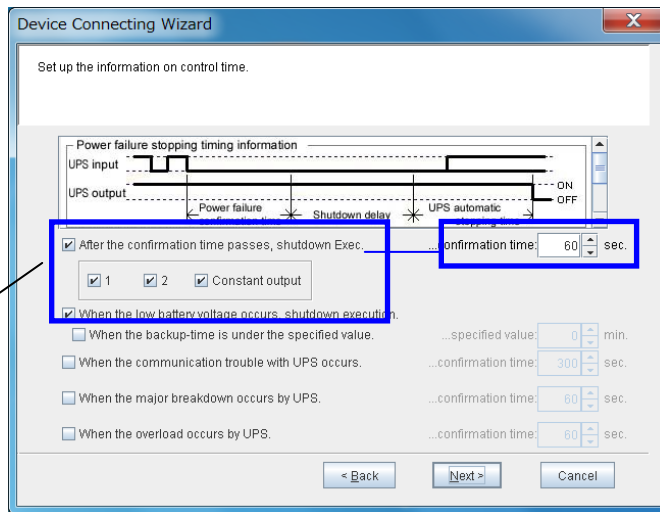 Device Connecting Wizard
Set up the information on control time.
Power failure stopping timing information
UPS input
UPS output
ON
OFF
Power failure confirmation time
Shutdown delay
UPS automatic stopping time
After the confirmation time passes, shutdown Exec. ...confirmation time: 60 sec.
1 2 Constant output
When the low battery voltage occurs, shutdown execution.
When the backup-time is under the specified value. ...specified value: 0 min.
When the communication trouble with UPS occurs. ...confirmation time: 300 sec.
When the major breakdown occurs by UPS. ...confirmation time: 60 sec.
When the overload occurs by UPS. ...confirmation time: 60 sec.
< Back Next > Cancel